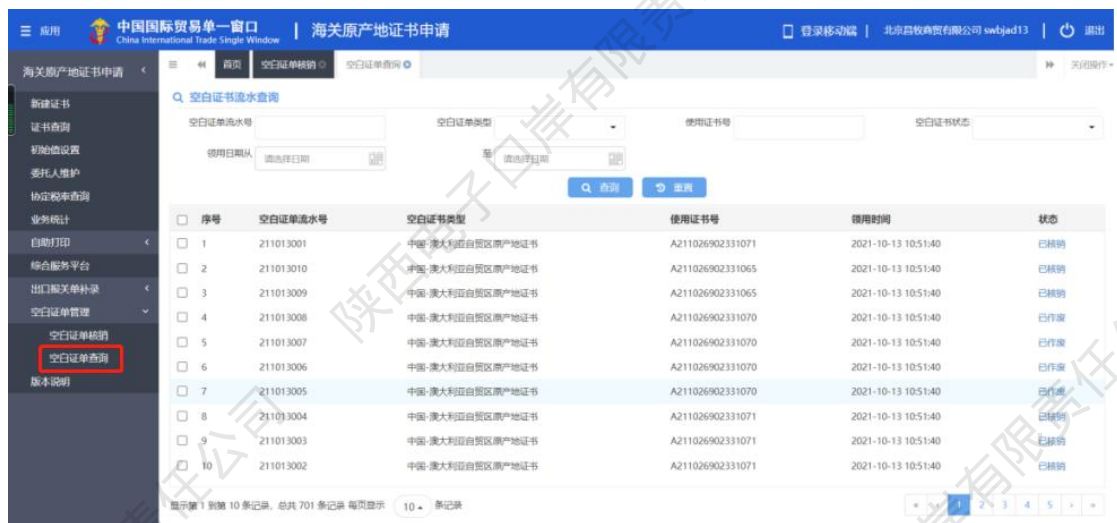 应用 中国国际贸易单一窗口 | 海关原产地证书申请 登录移动端 | 北京昌牧商贸有限公司 swbjad13 | 退出
China International Trade Single Window
海关原产地证书申请 首页 空白证单核销 空白证单查询 关闭操作
新建证书
证书查询
初始值设置
委托人维护
协定税率查询
业务统计
自助打印
综合服务平台
出口报关单补录
空白证单管理
空白证单核销
空白证单查询
版本说明
空白证书流水查询
空白证单流水号 空白证单类型 使用证书号 空白证书状态
领用日期从 请选择日期 至 请选择日期
查询 重置
序号 空白证单流水号 空白证书类型 使用证书号 领用时间 状态
1 211013001 中国-澳大利亚自贸区原产地证书 A211026902331071 2021-10-13 10:51:40 已核销
2 211013010 中国-澳大利亚自贸区原产地证书 A211026902331065 2021-10-13 10:51:40 已核销
3 211013009 中国-澳大利亚自贸区原产地证书 A211026902331065 2021-10-13 10:51:40 已核销
4 211013008 中国-澳大利亚自贸区原产地证书 A211026902331070 2021-10-13 10:51:40 已作废
5 211013007 中国-澳大利亚自贸区原产地证书 A211026902331070 2021-10-13 10:51:40 已作废
6 211013006 中国-澳大利亚自贸区原产地证书 A211026902331070 2021-10-13 10:51:40 已作废
7 211013005 中国-澳大利亚自贸区原产地证书 A211026902331070 2021-10-13 10:51:40 已作废
8 211013004 中国-澳大利亚自贸区原产地证书 A211026902331071 2021-10-13 10:51:40 已核销
9 211013003 中国-澳大利亚自贸区原产地证书 A211026902331071 2021-10-13 10:51:40 已核销
10 211013002 中国-澳大利亚自贸区原产地证书 A211026902331071 2021-10-13 10:51:40 已核销
显示第 1 到第 10 条记录，总共 701 条记录 每页显示 10 条记录 « ‹ 1 2 3 4 5 › »
陕西电子口岸有限责任
责任公司
岸有限责任